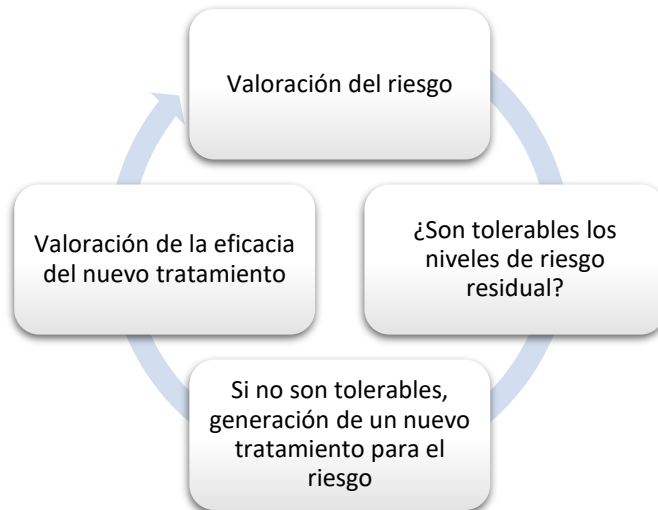 Valoración del riesgo
¿Son tolerables los
niveles de riesgo
residual?
Si no son tolerables,
generación de un nuevo
tratamiento para el
riesgo
Valoración de la eficacia
del nuevo tratamiento